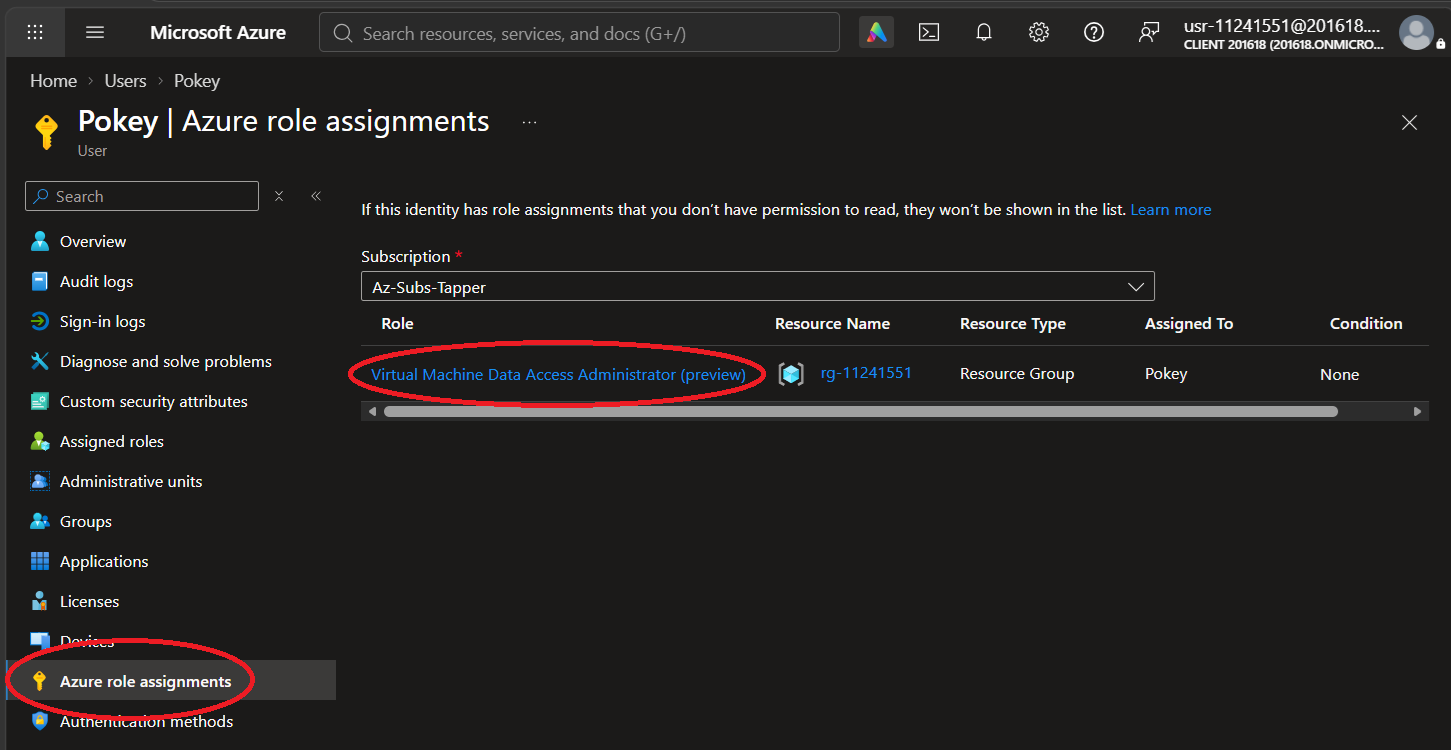 Microsoft Azure
Search resources, services, and docs (G+/)
usr-11241551@201618....
CLIENT 201618 (201618.ONMICRO...
Home > Users > Pokey
Pokey | Azure role assignments ...
User
Search
Overview
Audit logs
Sign-in logs
Diagnose and solve problems
Custom security attributes
Assigned roles
Administrative units
Groups
Applications
Licenses
Devices
Azure role assignments
Authentication methods
If this identity has role assignments that you don’t have permission to read, they won’t be shown in the list. Learn more
Subscription *
Az-Subs-Tapper
Role Resource Name Resource Type Assigned To Condition
Virtual Machine Data Access Administrator (preview) rg-11241551 Resource Group Pokey None